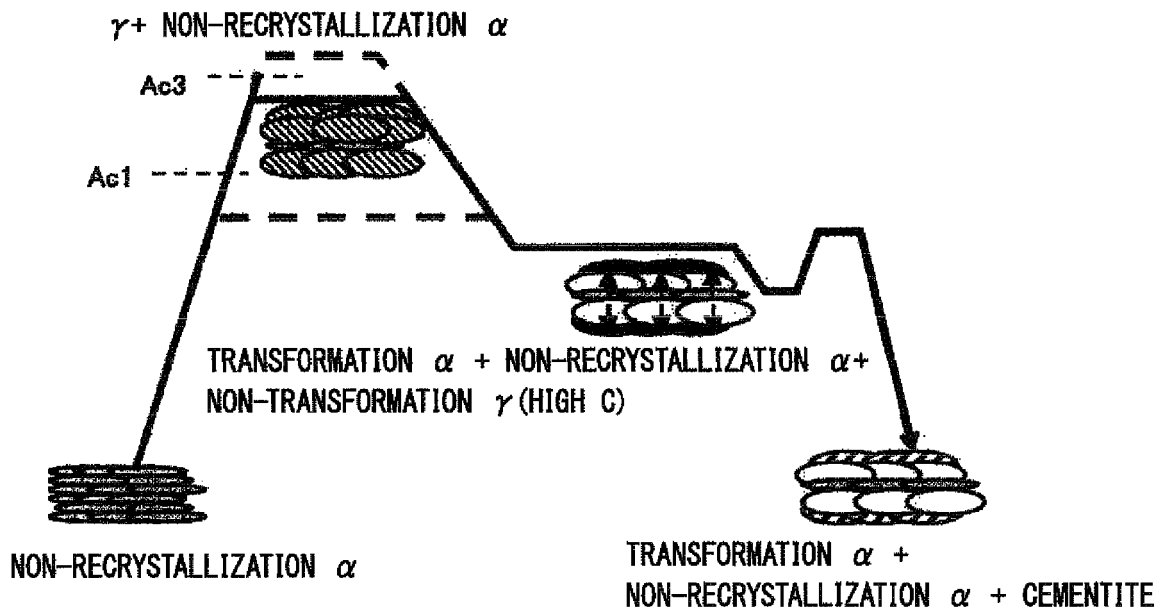 γ+ NON-RECRYSTALLIZATION α
Ac3
Ac1
TRANSFORMATION α + NON-RECRYSTALLIZATION α+
NON-TRANSFORMATION γ(HIGH C)
NON-RECRYSTALLIZATION α
TRANSFORMATION α +
NON-RECRYSTALLIZATION α + CEMENTITE